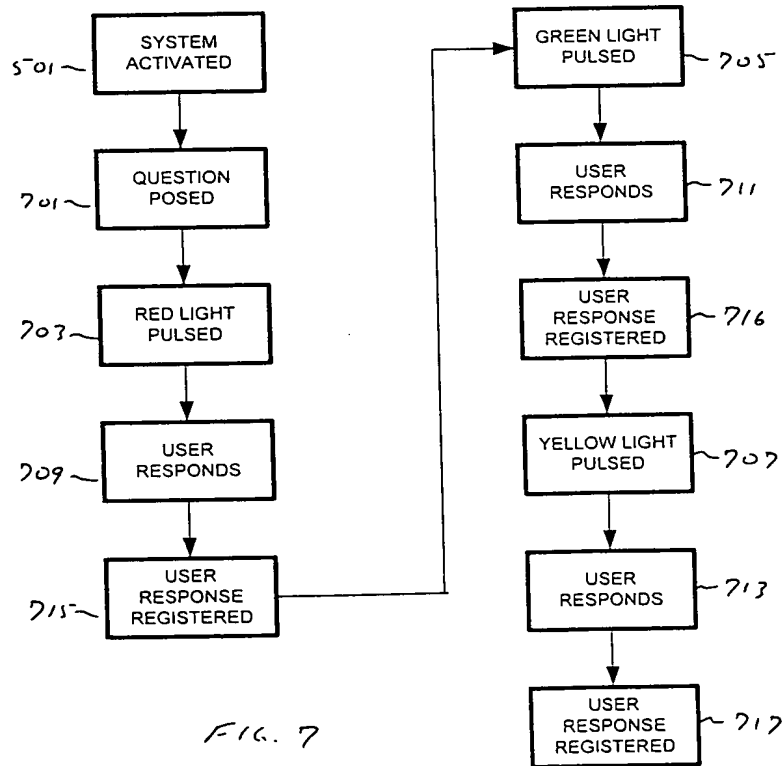 501
SYSTEM
ACTIVATED
701
QUESTION
POSED
703
RED LIGHT
PULSED
709
USER
RESPONDS
715
USER
RESPONSE
REGISTERED
GREEN LIGHT
PULSED
705
USER
RESPONDS
711
USER
RESPONSE
REGISTERED
716
YELLOW LIGHT
PULSED
707
USER
RESPONDS
713
USER
RESPONSE
REGISTERED
717
FIG. 7